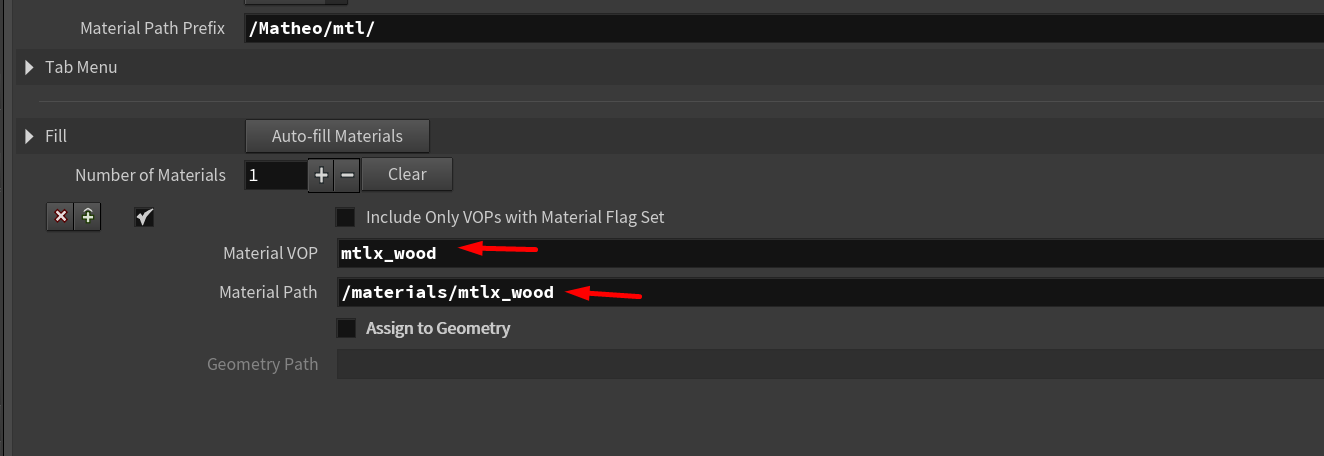 Material Path Prefix /Matheo/mtl/
Tab Menu
Fill Auto-fill Materials
Number of Materials 1 + − Clear
Include Only VOPs with Material Flag Set
Material VOP mtlx_wood
Material Path /materials/mtlx_wood
Assign to Geometry
Geometry Path